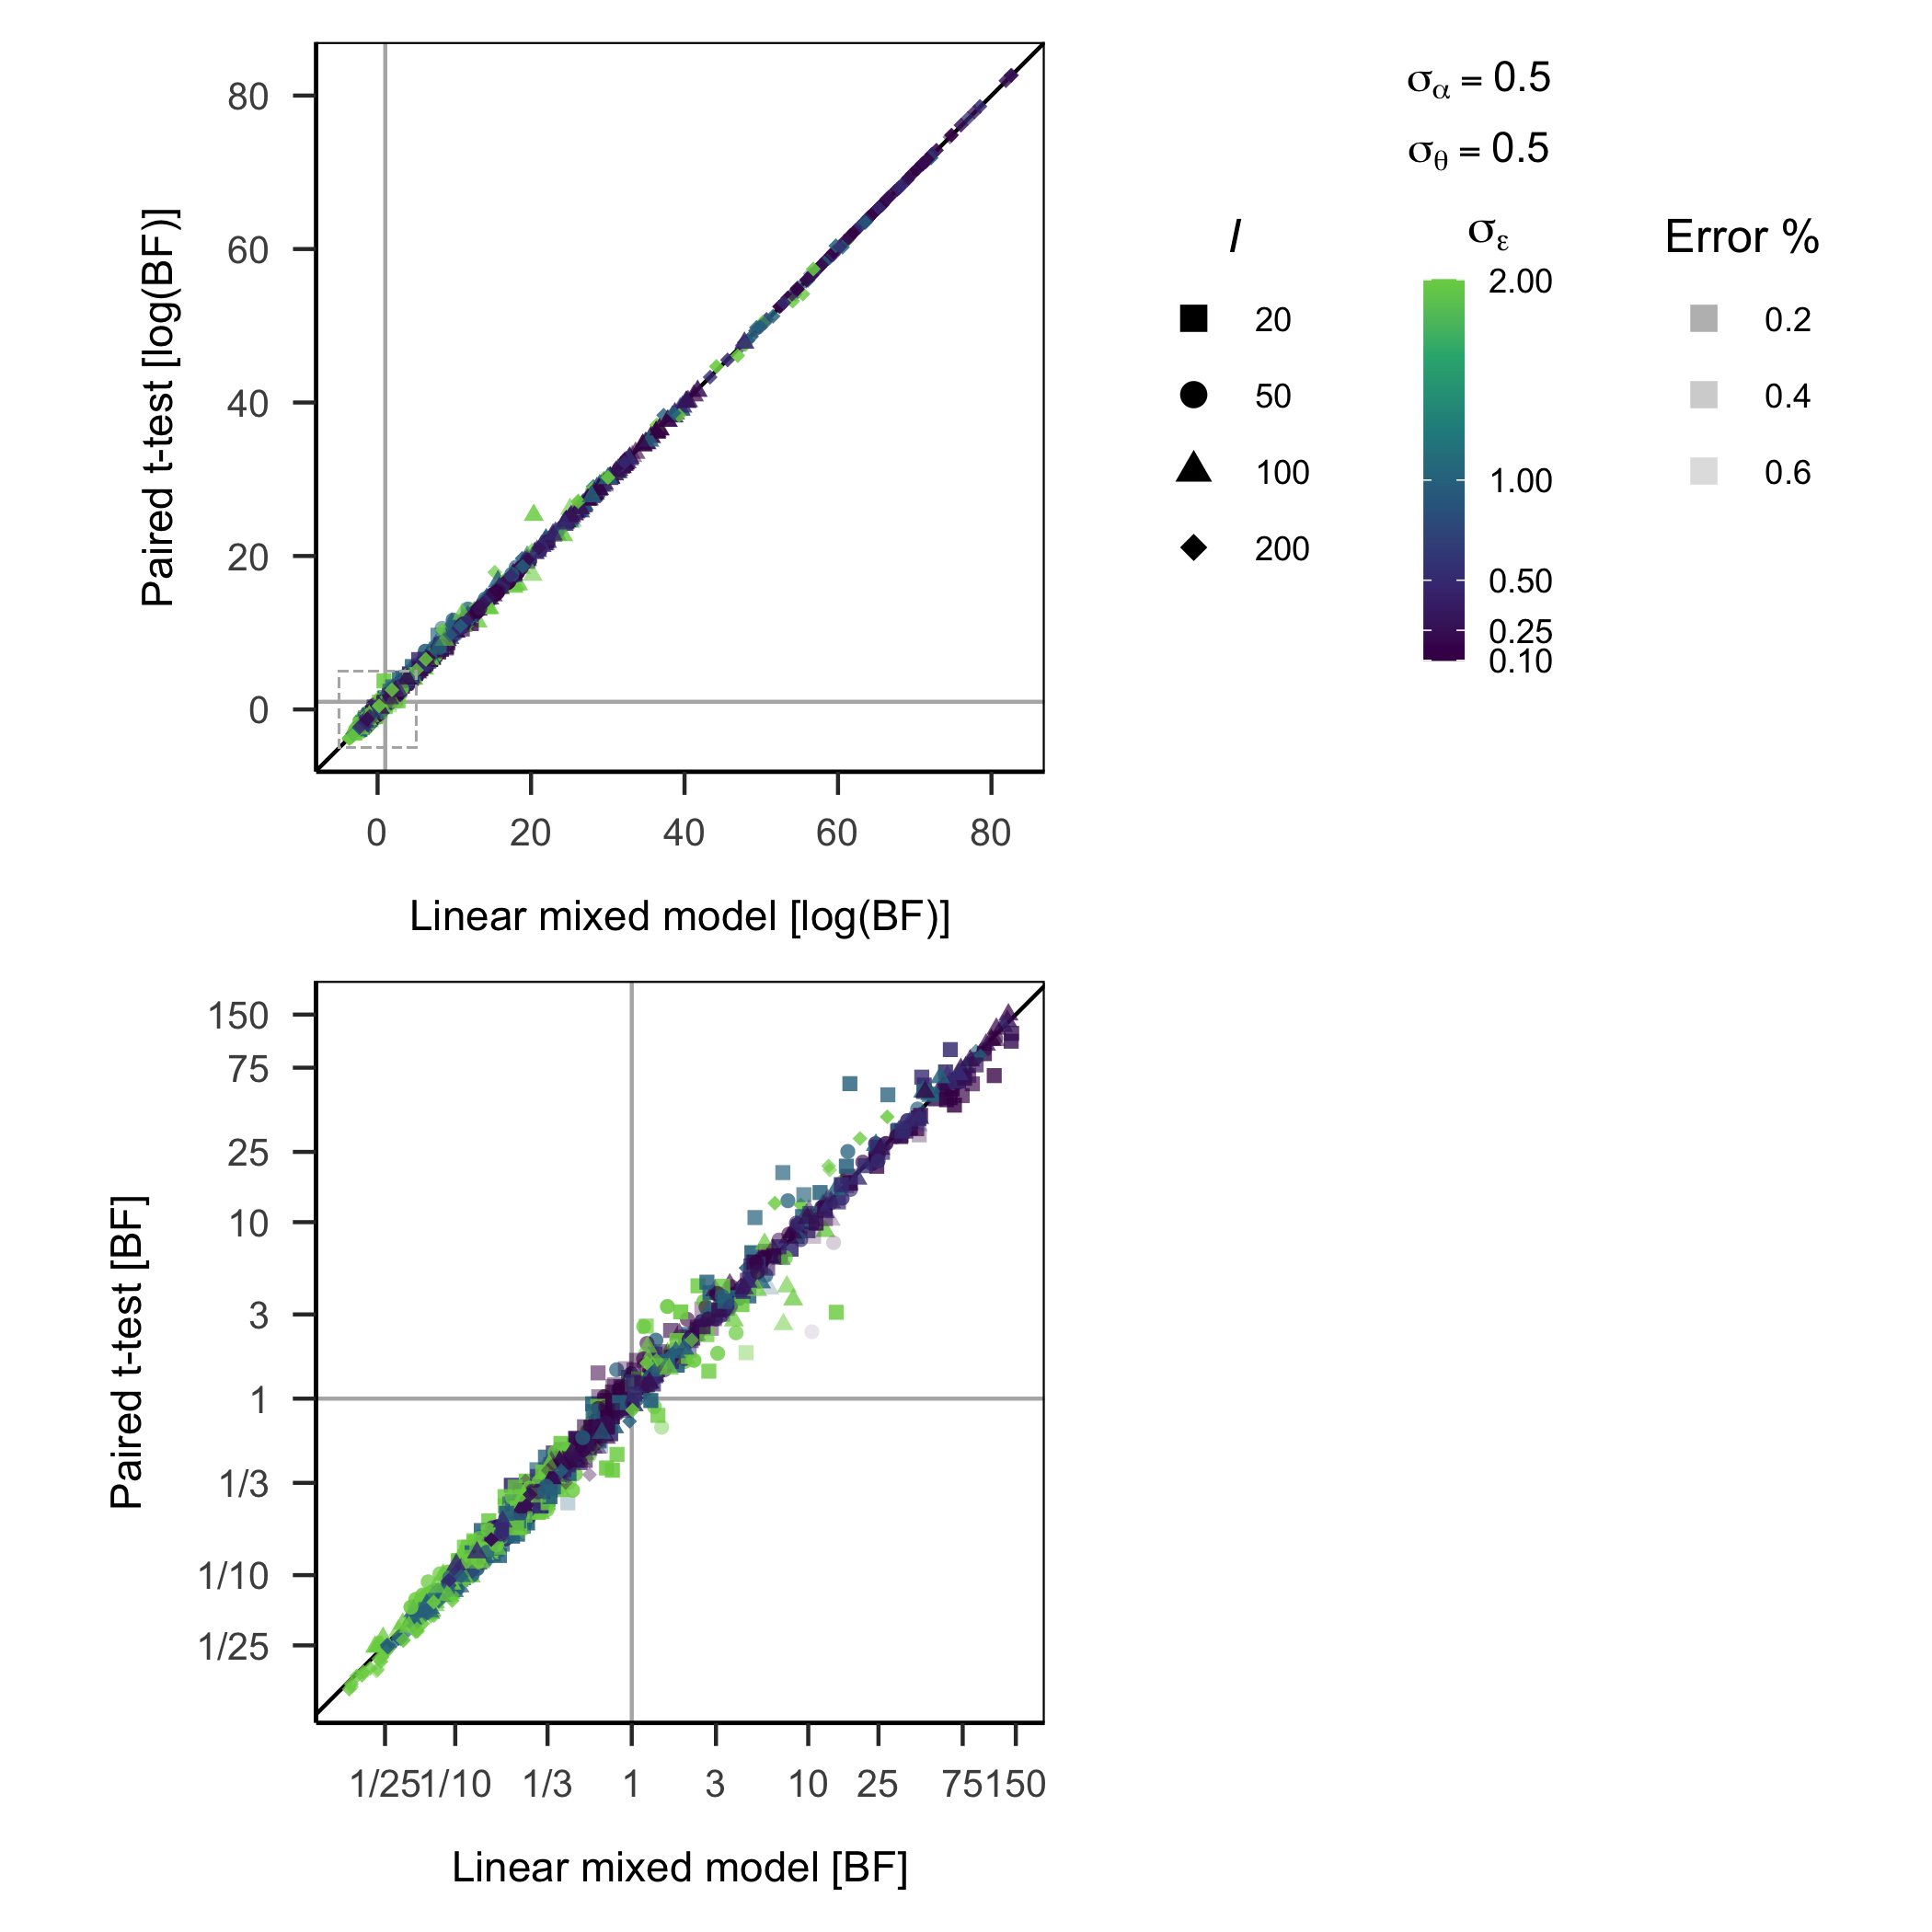 80
60
40
20
0
Paired t-test [log(BF)]
0 20 40 60 80
Linear mixed model [log(BF)]
σα = 0.5
σθ = 0.5
I
20
50
100
200
σε
2.00
1.00
0.50
0.25
0.10
Error %
0.2
0.4
0.6
150
75
25
10
3
1
1/3
1/10
1/25
Paired t-test [BF]
1/25 1/10 1/3 1 3 10 25 75 150
Linear mixed model [BF]